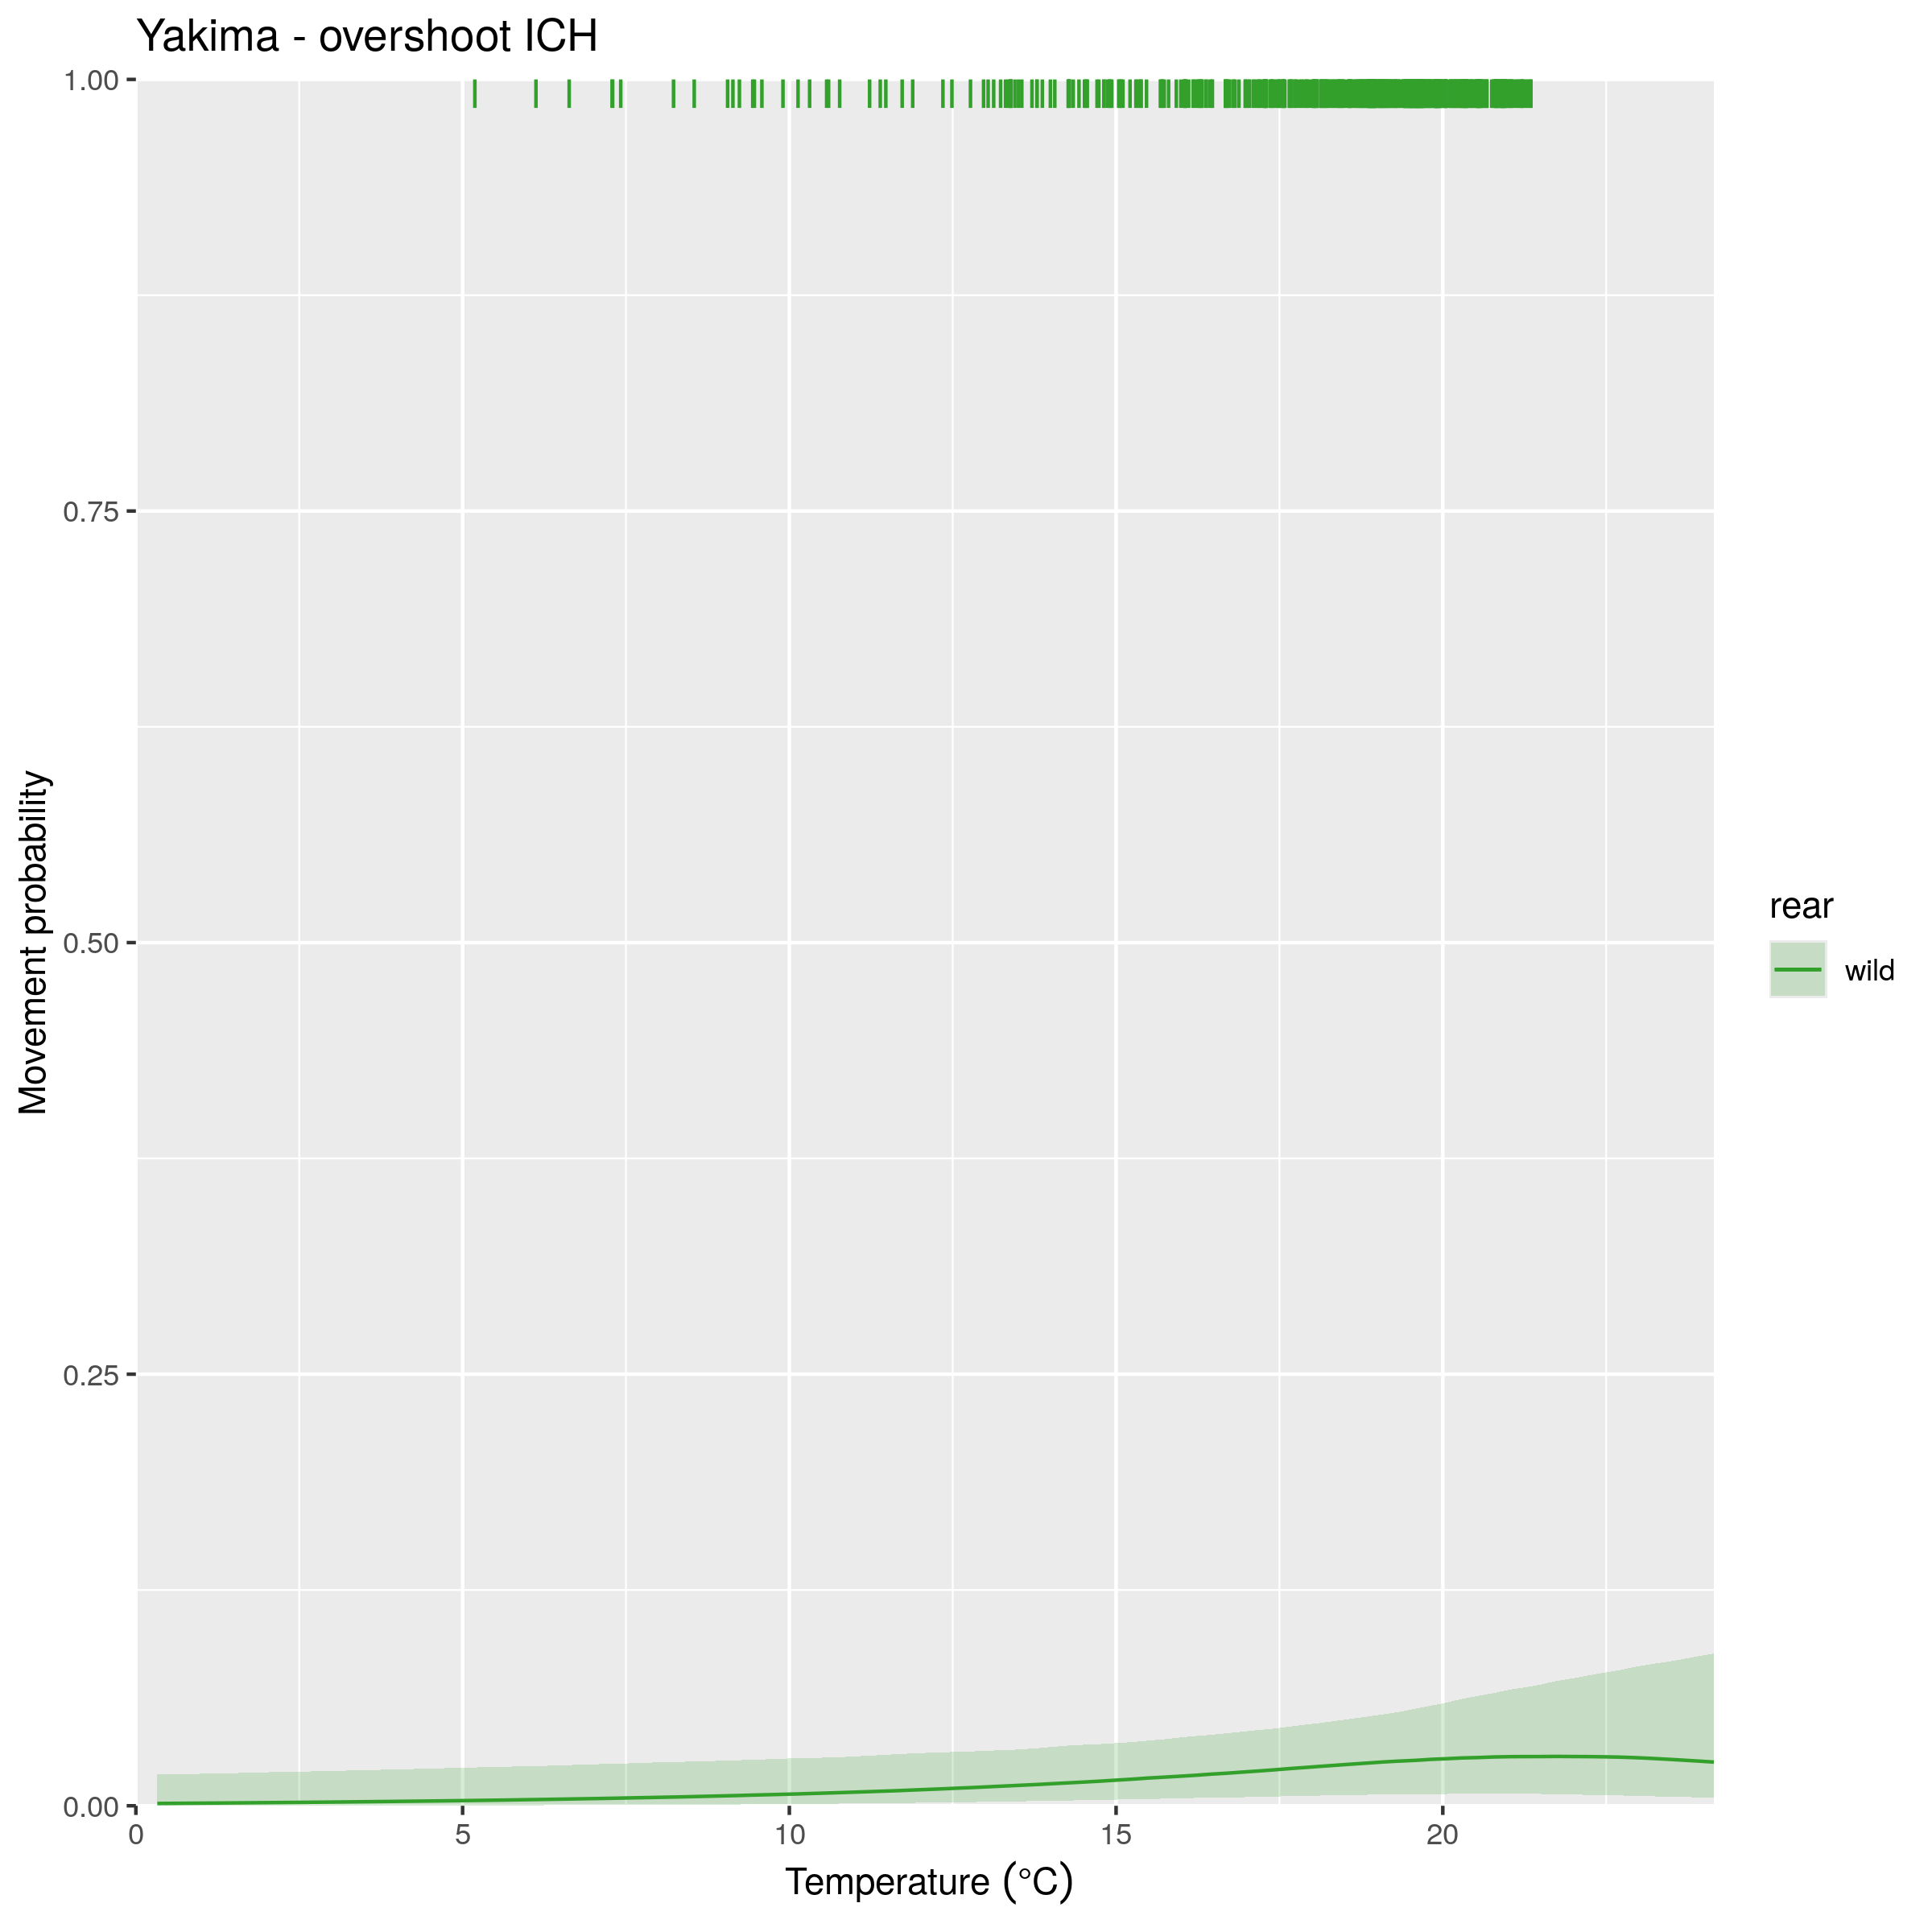 Yakima - overshoot ICH
1.00
0.75
0.50
0.25
0.00
Movement probability
0
5
10
15
20
Temperature (°C)
rear
wild